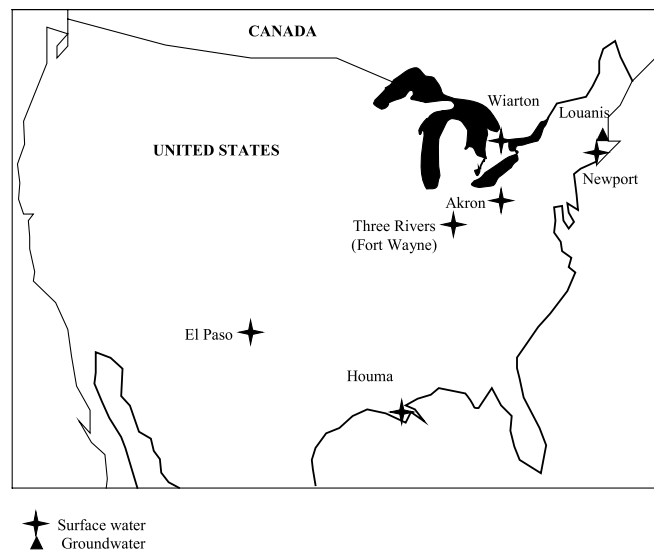 CANADA
Wiarton
Louanis
UNITED STATES
Newport
Akron
Three Rivers
(Fort Wayne)
El Paso
Houma
Surface water
Groundwater